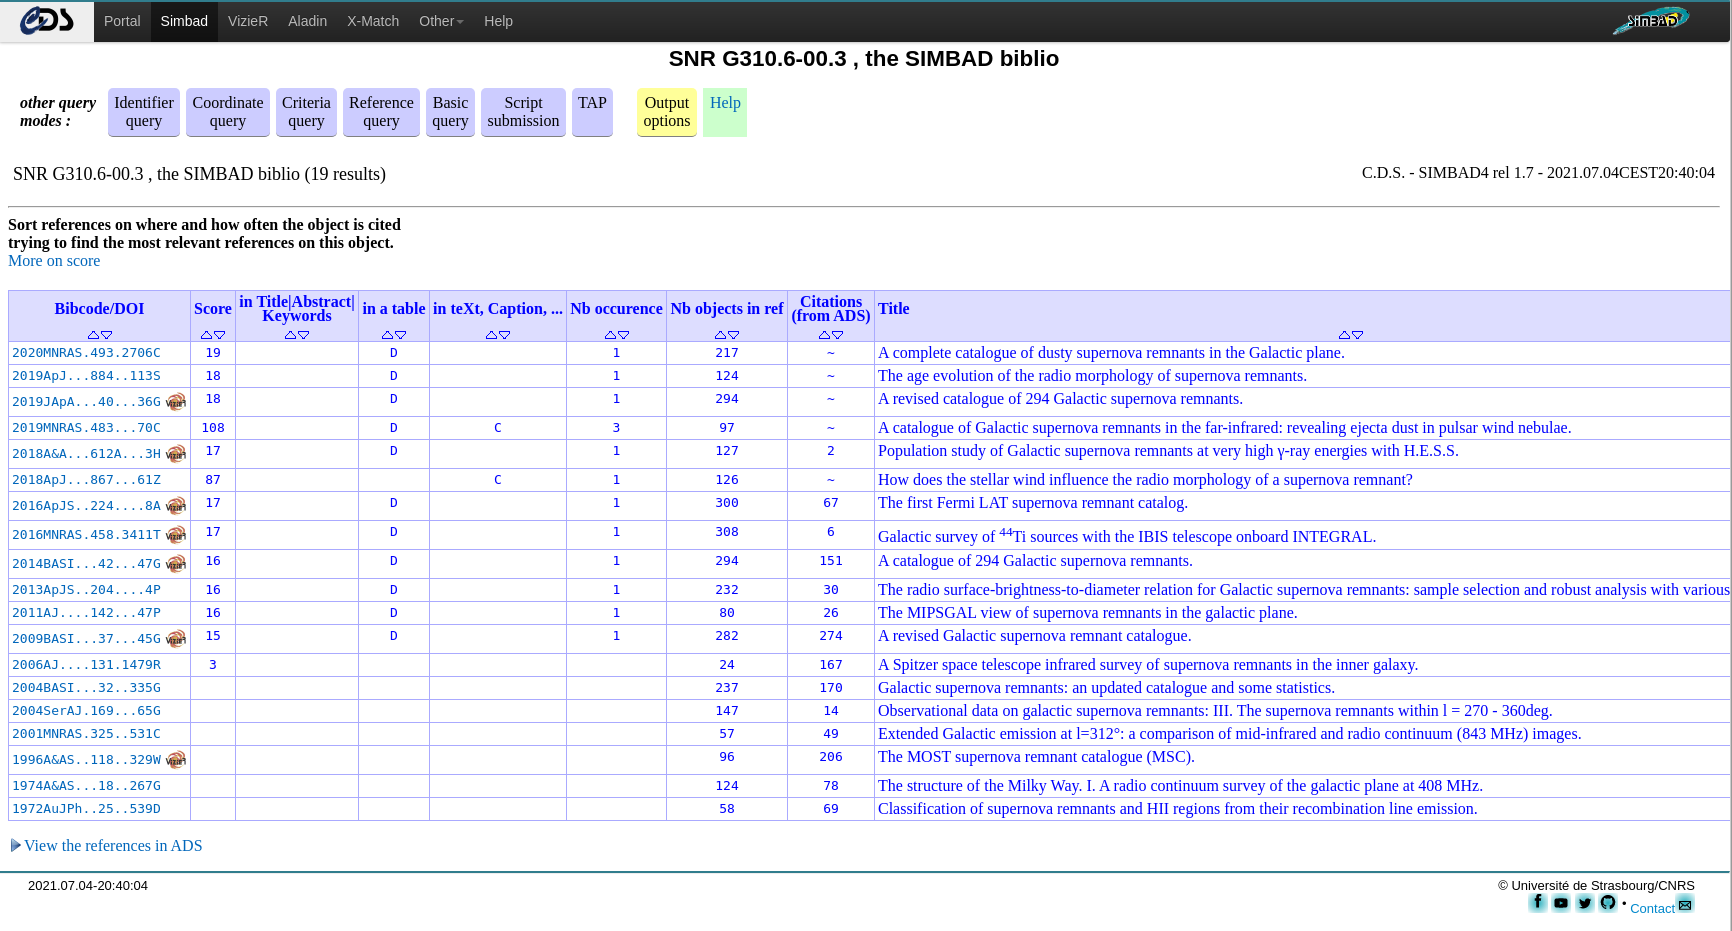 CDS Portal Simbad VizieR Aladin X-Match Other Help SIMBAD
SNR G310.6-00.3 , the SIMBAD biblio
other query modes : Identifier query Coordinate query Criteria query Reference query Basic query Script submission TAP Output options Help
SNR G310.6-00.3 , the SIMBAD biblio (19 results) C.D.S. - SIMBAD4 rel 1.7 - 2021.07.04CEST20:40:04
Sort references on where and how often the object is cited
trying to find the most relevant references on this object.
More on score
Bibcode/DOI Score in Title|Abstract| Keywords in a table in teXt, Caption, ... Nb occurence Nb objects in ref Citations (from ADS) Title
2020MNRAS.493.2706C 19 D 1 217 ~ A complete catalogue of dusty supernova remnants in the Galactic plane.
2019ApJ...884..113S 18 D 1 124 ~ The age evolution of the radio morphology of supernova remnants.
2019JApA...40...36G VizieR 18 D 1 294 ~ A revised catalogue of 294 Galactic supernova remnants.
2019MNRAS.483...70C 108 D C 3 97 ~ A catalogue of Galactic supernova remnants in the far-infrared: revealing ejecta dust in pulsar wind nebulae.
2018A&A...612A...3H VizieR 17 D 1 127 2 Population study of Galactic supernova remnants at very high γ-ray energies with H.E.S.S.
2018ApJ...867...61Z 87 C 1 126 ~ How does the stellar wind influence the radio morphology of a supernova remnant?
2016ApJS..224....8A VizieR 17 D 1 300 67 The first Fermi LAT supernova remnant catalog.
2016MNRAS.458.3411T VizieR 17 D 1 308 6 Galactic survey of 44Ti sources with the IBIS telescope onboard INTEGRAL.
2014BASI...42...47G VizieR 16 D 1 294 151 A catalogue of 294 Galactic supernova remnants.
2013ApJS..204....4P 16 D 1 232 30 The radio surface-brightness-to-diameter relation for Galactic supernova remnants: sample selection and robust analysis with various
2011AJ....142...47P 16 D 1 80 26 The MIPSGAL view of supernova remnants in the galactic plane.
2009BASI...37...45G VizieR 15 D 1 282 274 A revised Galactic supernova remnant catalogue.
2006AJ....131.1479R 3 24 167 A Spitzer space telescope infrared survey of supernova remnants in the inner galaxy.
2004BASI...32..335G 237 170 Galactic supernova remnants: an updated catalogue and some statistics.
2004SerAJ.169...65G 147 14 Observational data on galactic supernova remnants: III. The supernova remnants within l = 270 - 360deg.
2001MNRAS.325..531C 57 49 Extended Galactic emission at l=312°: a comparison of mid-infrared and radio continuum (843 MHz) images.
1996A&AS..118..329W VizieR 96 206 The MOST supernova remnant catalogue (MSC).
1974A&AS...18..267G 124 78 The structure of the Milky Way. I. A radio continuum survey of the galactic plane at 408 MHz.
1972AuJPh..25..539D 58 69 Classification of supernova remnants and HII regions from their recombination line emission.
View the references in ADS
2021.07.04-20:40:04 © Université de Strasbourg/CNRS
• Contact